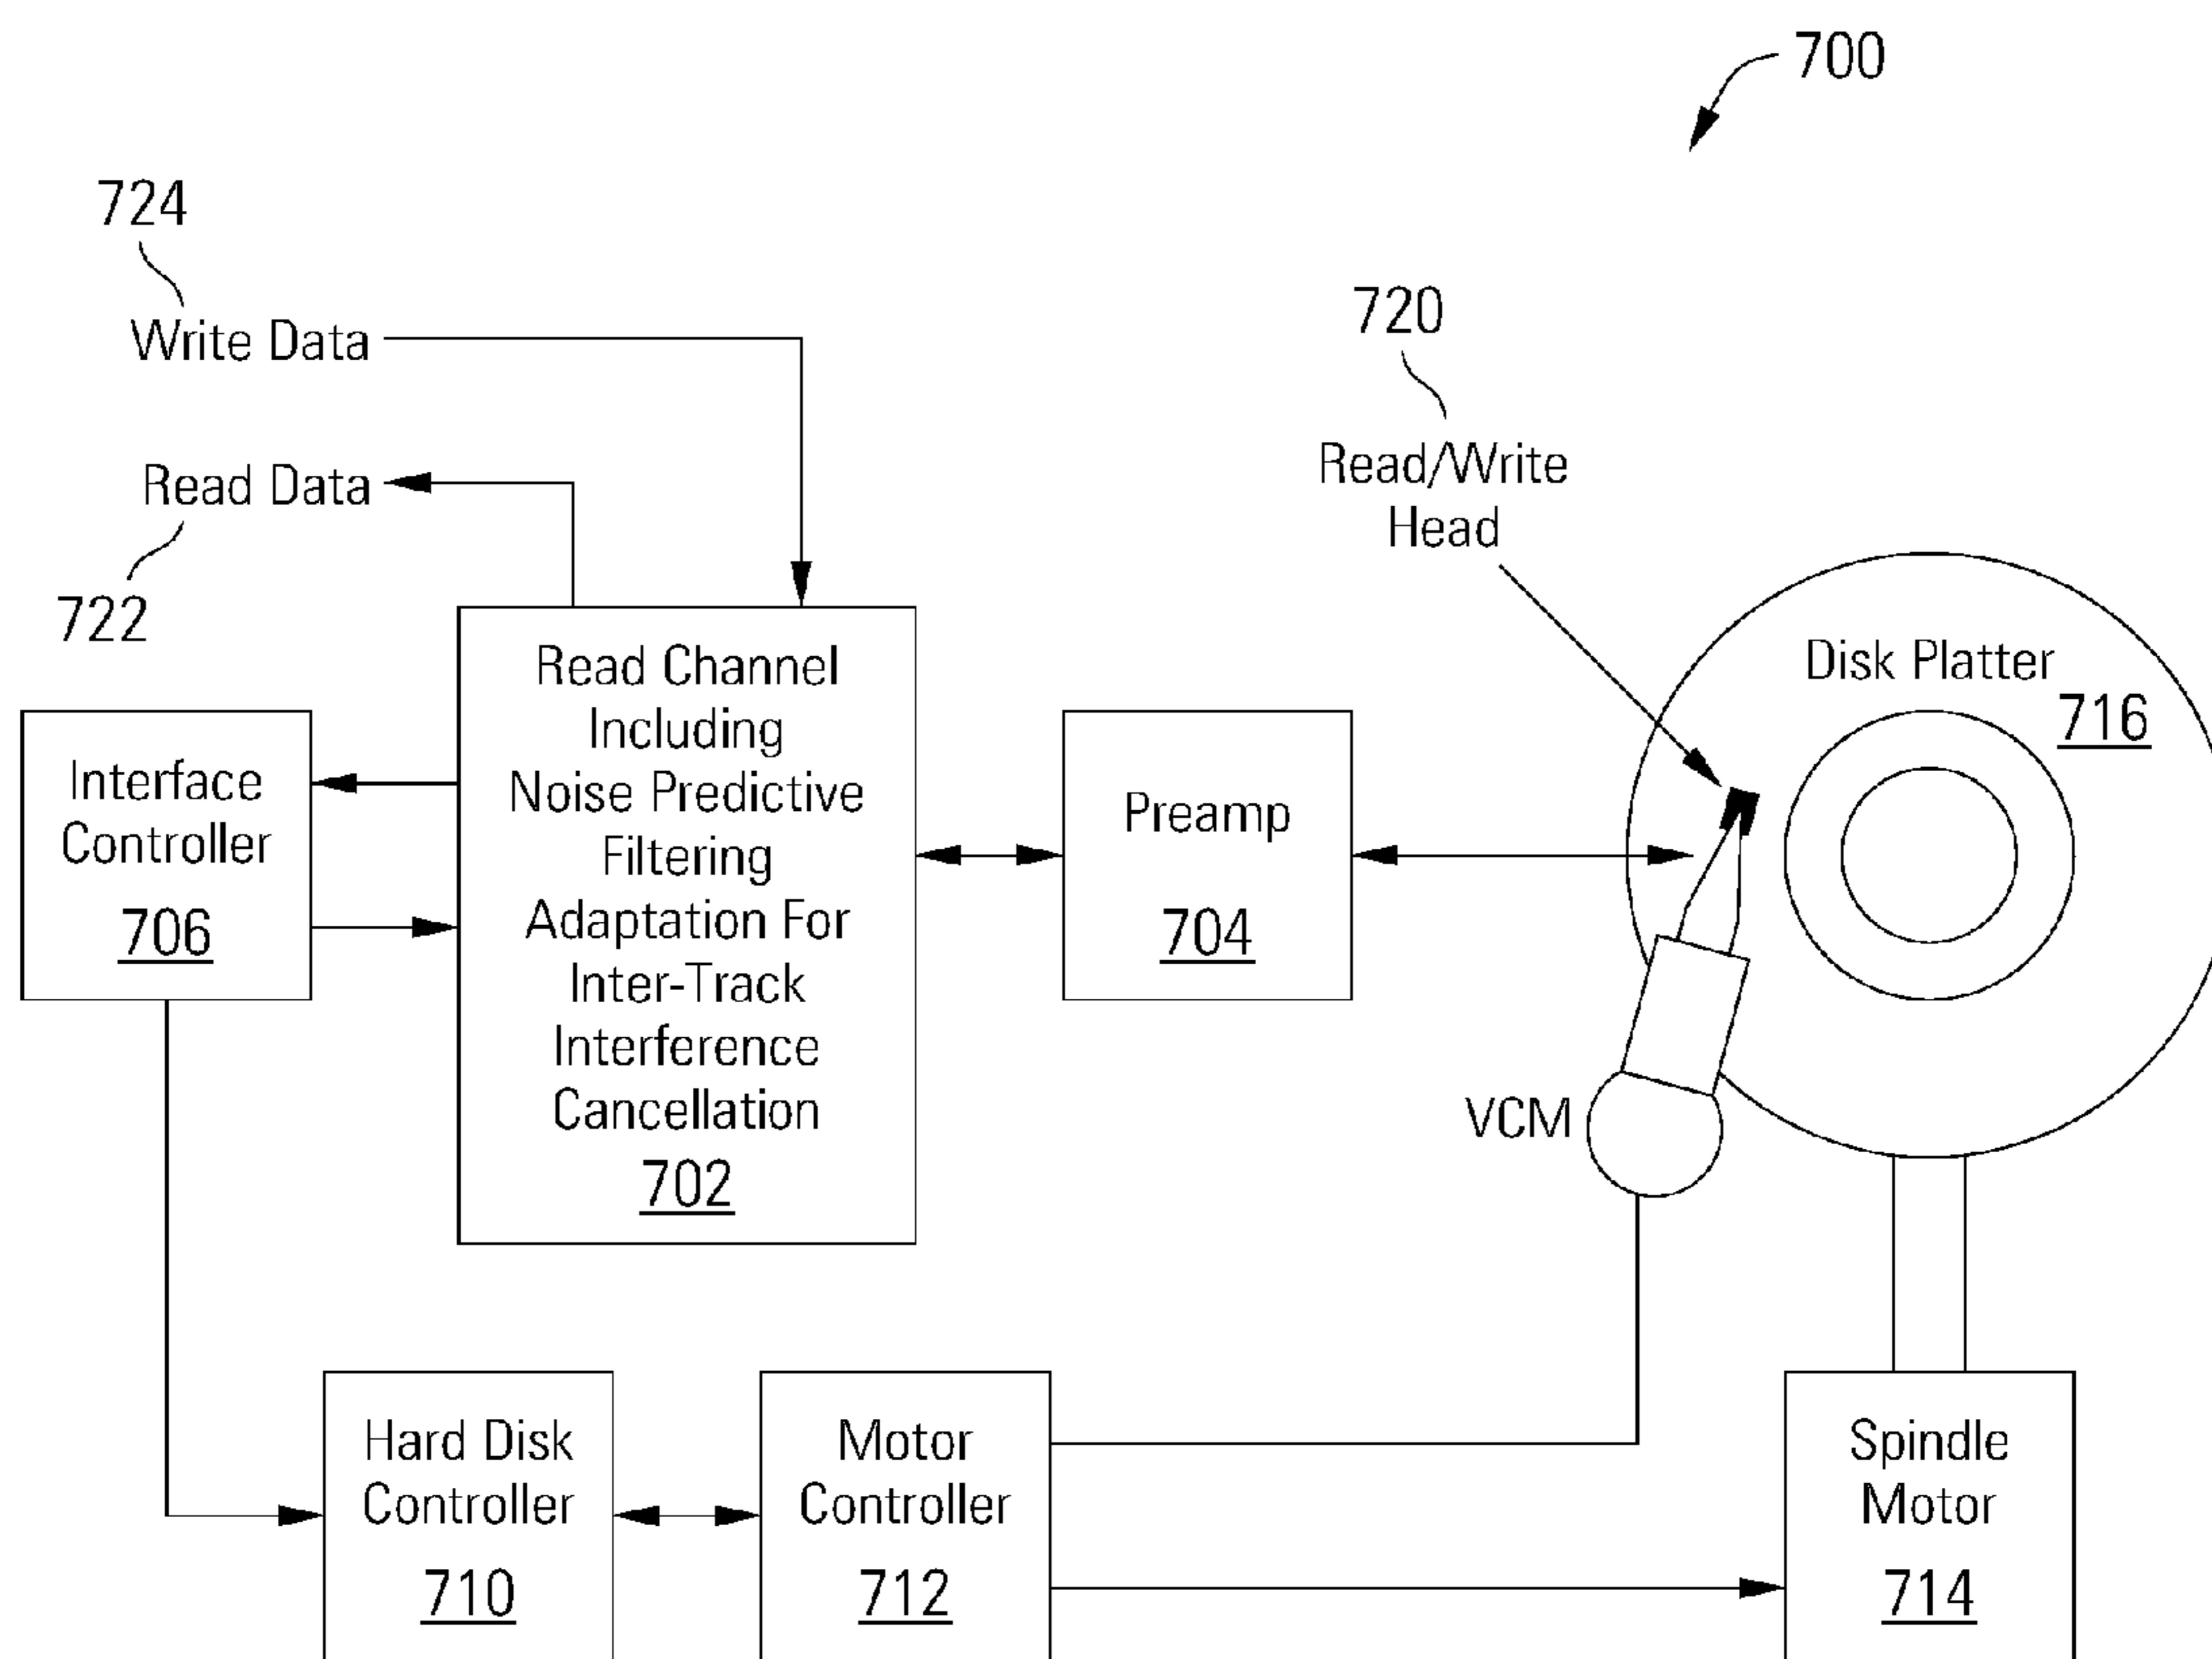 700
724
Write Data
720
Read/Write
Head
Read Data
722
Read Channel
Including
Noise Predictive
Filtering
Adaptation For
Inter-Track
Interference
Cancellation
702
Interface
Controller
706
Preamp
704
Disk Platter
716
VCM
Hard Disk
Controller
710
Motor
Controller
712
Spindle
Motor
714